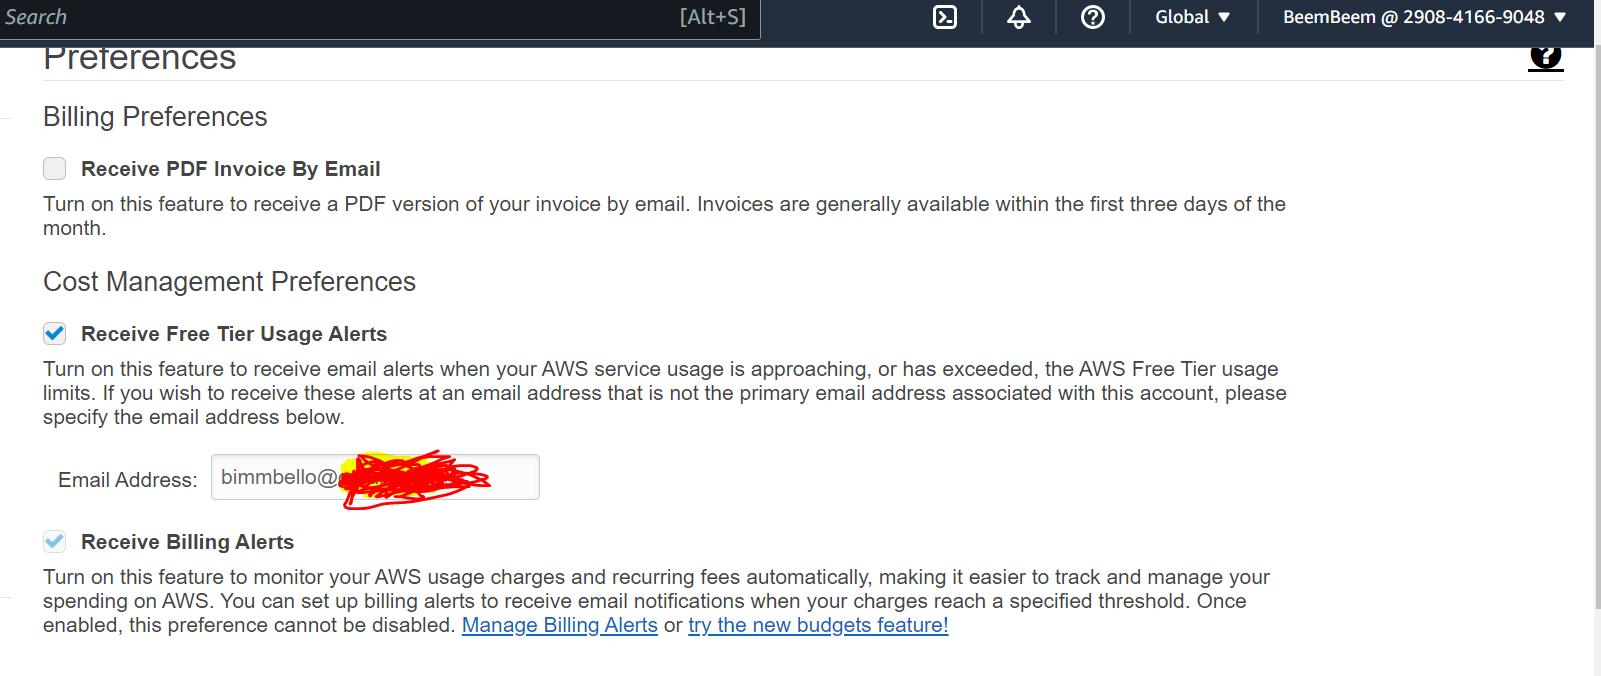 Search [Alt+S] Global BeemBeem @ 2908-4166-9048
Preferences
Billing Preferences
Receive PDF Invoice By Email
Turn on this feature to receive a PDF version of your invoice by email. Invoices are generally available within the first three days of the
month.
Cost Management Preferences
Receive Free Tier Usage Alerts
Turn on this feature to receive email alerts when your AWS service usage is approaching, or has exceeded, the AWS Free Tier usage
limits. If you wish to receive these alerts at an email address that is not the primary email address associated with this account, please
specify the email address below.
Email Address: bimmbello@
Receive Billing Alerts
Turn on this feature to monitor your AWS usage charges and recurring fees automatically, making it easier to track and manage your
spending on AWS. You can set up billing alerts to receive email notifications when your charges reach a specified threshold. Once
enabled, this preference cannot be disabled. Manage Billing Alerts or try the new budgets feature!